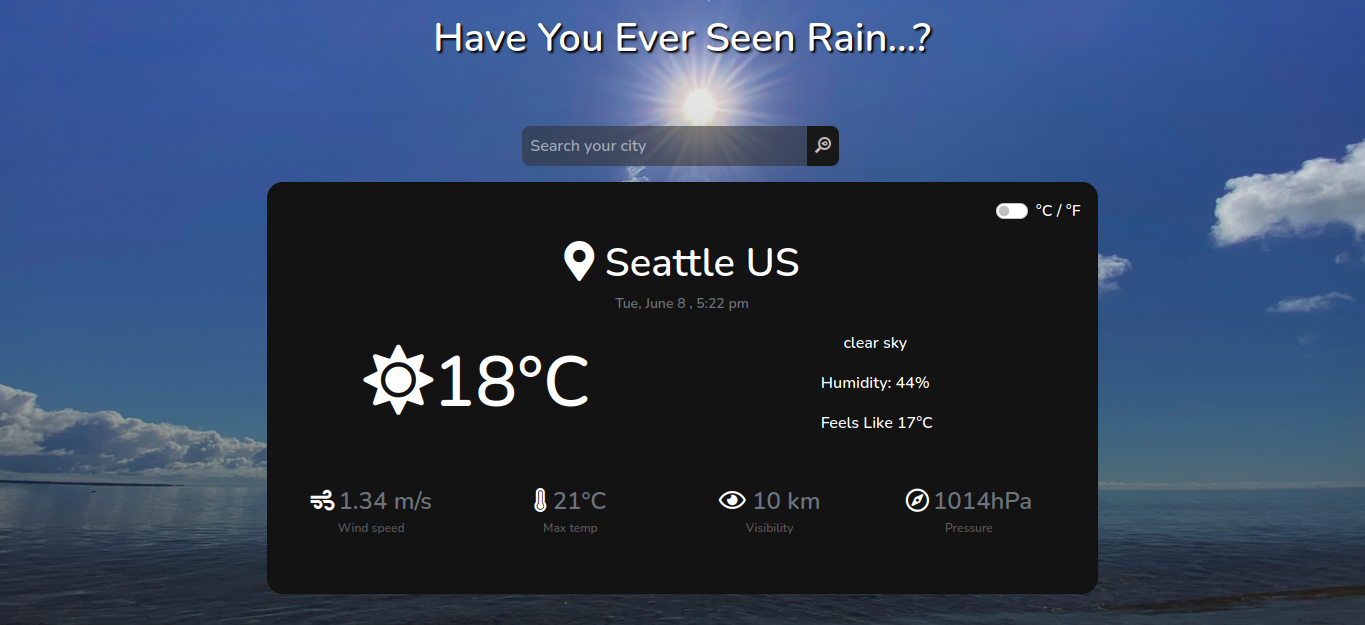 Have You Ever Seen Rain...?
Search your city
°C / °F
Seattle US
Tue, June 8 , 5:22 pm
18°C
clear sky
Humidity: 44%
Feels Like 17°C
1.34 m/s
Wind speed
21°C
Max temp
10 km
Visibility
1014hPa
Pressure